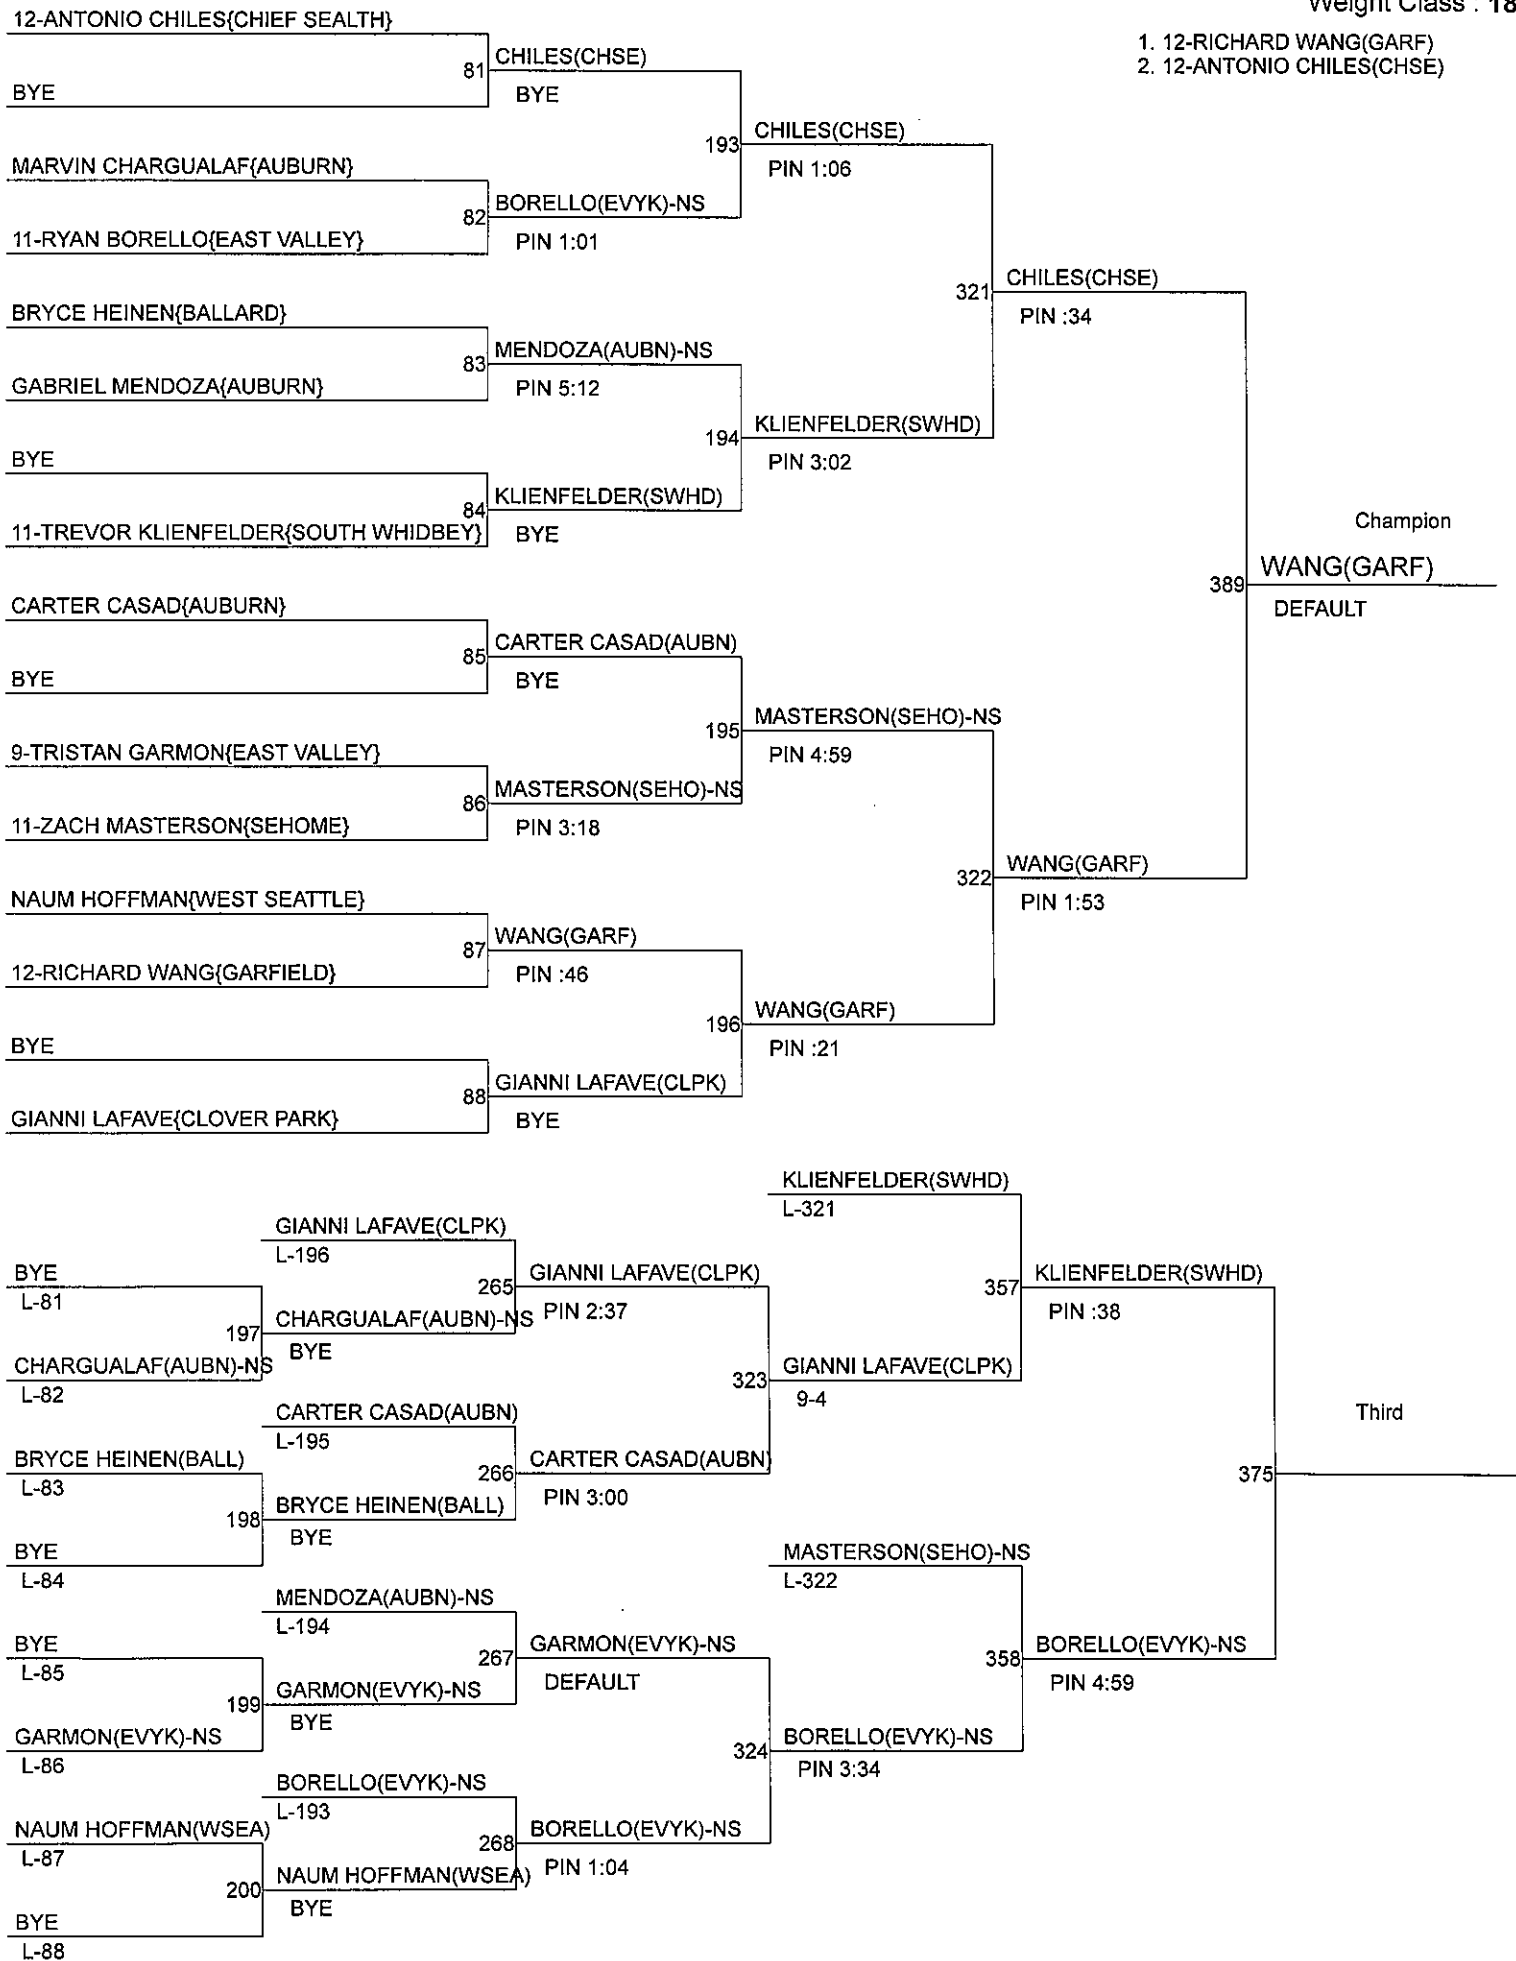 12-ANTONIO CHILES{CHIEF SEALTH}
Weight Class : 18
1. 12-RICHARD WANG(GARF)
2. 12-ANTONIO CHILES(CHSE)
81
CHILES(CHSE)
BYE
BYE
193
CHILES(CHSE)
PIN 1:06
MARVIN CHARGUALAF{AUBURN}
82
BORELLO(EVYK)-NS
PIN 1:01
11-RYAN BORELLO{EAST VALLEY}
321
CHILES(CHSE)
PIN :34
BRYCE HEINEN{BALLARD}
83
MENDOZA(AUBN)-NS
PIN 5:12
GABRIEL MENDOZA{AUBURN}
194
KLIENFELDER(SWHD)
PIN 3:02
BYE
84
KLIENFELDER(SWHD)
BYE
11-TREVOR KLIENFELDER{SOUTH WHIDBEY}
Champion
389
WANG(GARF)
DEFAULT
CARTER CASAD{AUBURN}
85
CARTER CASAD(AUBN)
BYE
BYE
195
MASTERSON(SEHO)-NS
PIN 4:59
9-TRISTAN GARMON{EAST VALLEY}
86
MASTERSON(SEHO)-NS
PIN 3:18
11-ZACH MASTERSON{SEHOME}
322
WANG(GARF)
PIN 1:53
NAUM HOFFMAN{WEST SEATTLE}
87
WANG(GARF)
PIN :46
12-RICHARD WANG{GARFIELD}
196
WANG(GARF)
PIN :21
BYE
88
GIANNI LAFAVE(CLPK)
BYE
GIANNI LAFAVE{CLOVER PARK}
KLIENFELDER(SWHD)
L-321
GIANNI LAFAVE(CLPK)
L-196
BYE
L-81
265
GIANNI LAFAVE(CLPK)
PIN 2:37
357
KLIENFELDER(SWHD)
PIN :38
197
CHARGUALAF(AUBN)-NS
BYE
CHARGUALAF(AUBN)-NS
L-82
323
GIANNI LAFAVE(CLPK)
9-4
CARTER CASAD(AUBN)
L-195
Third
BRYCE HEINEN(BALL)
L-83
266
CARTER CASAD(AUBN)
PIN 3:00
375
198
BRYCE HEINEN(BALL)
BYE
BYE
L-84
MASTERSON(SEHO)-NS
L-322
MENDOZA(AUBN)-NS
L-194
BYE
L-85
267
GARMON(EVYK)-NS
DEFAULT
358
BORELLO(EVYK)-NS
PIN 4:59
199
GARMON(EVYK)-NS
BYE
GARMON(EVYK)-NS
L-86
324
BORELLO(EVYK)-NS
PIN 3:34
BORELLO(EVYK)-NS
L-193
NAUM HOFFMAN(WSEA)
L-87
268
BORELLO(EVYK)-NS
PIN 1:04
200
NAUM HOFFMAN(WSEA)
BYE
BYE
L-88